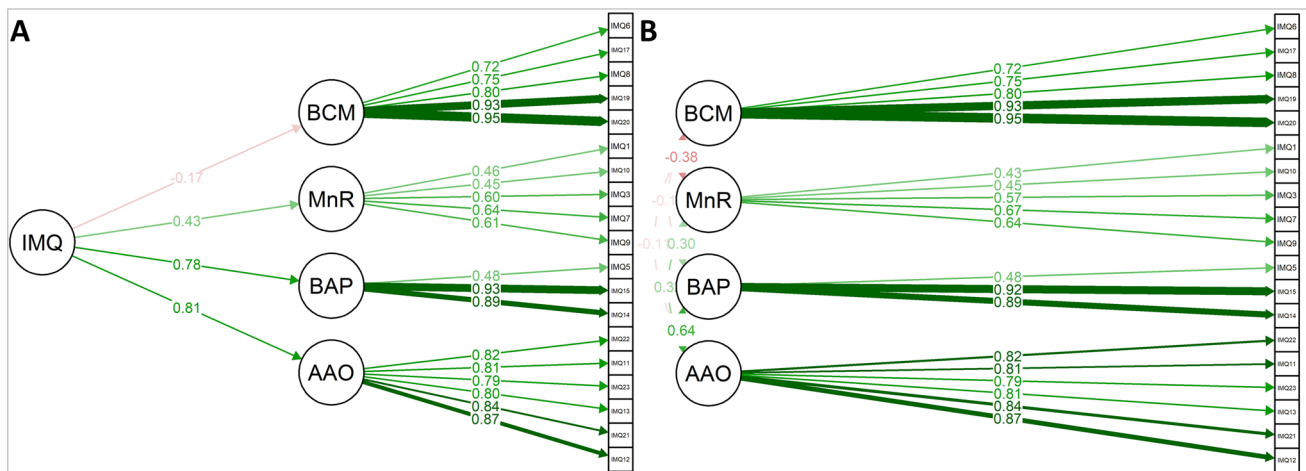 A
IMQ
-0.17
0.43
0.78
0.81
BCM
MnR
BAP
AAO
0.72
0.75
0.80
0.93
0.95
0.46
0.45
0.60
0.64
0.61
0.48
0.93
0.89
0.82
0.81
0.79
0.80
0.84
0.87
IMQ6
IMQ17
IMQ8
IMQ19
IMQ20
IMQ1
IMQ10
IMQ3
IMQ7
IMQ9
IMQ5
IMQ15
IMQ14
IMQ22
IMQ11
IMQ23
IMQ13
IMQ21
IMQ12
B
BCM
MnR
BAP
AAO
-0.38
-0.11
0.30
0.64
0.72
0.75
0.80
0.93
0.95
0.43
0.45
0.57
0.67
0.64
0.48
0.92
0.89
0.82
0.81
0.79
0.81
0.84
0.87
IMQ6
IMQ17
IMQ8
IMQ19
IMQ20
IMQ1
IMQ10
IMQ3
IMQ7
IMQ9
IMQ5
IMQ15
IMQ14
IMQ22
IMQ11
IMQ23
IMQ13
IMQ21
IMQ12